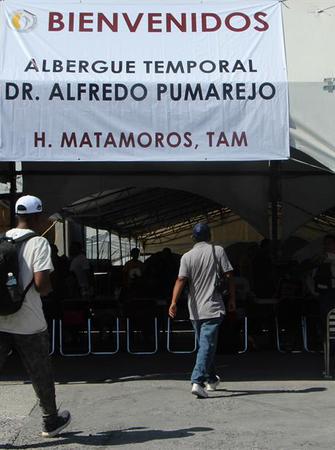 BIENVENIDOS
ALBERGUE TEMPORAL
DR. ALFREDO PUMAREJO
H. MATAMOROS, TAM